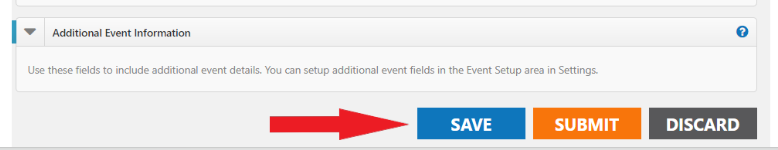 Additional Event Information
?
Use these fields to include additional event details. You can setup additional event fields in the Event Setup area in Settings.
SAVE SUBMIT DISCARD